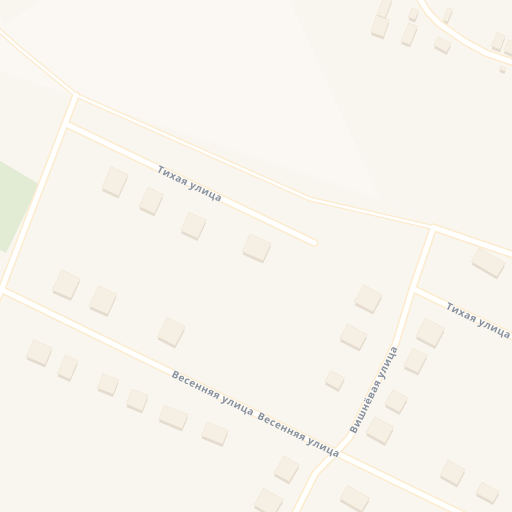 Тихая улица
Тихая улица
Вишнёвая улица
Весенняя улица
Весенняя улица